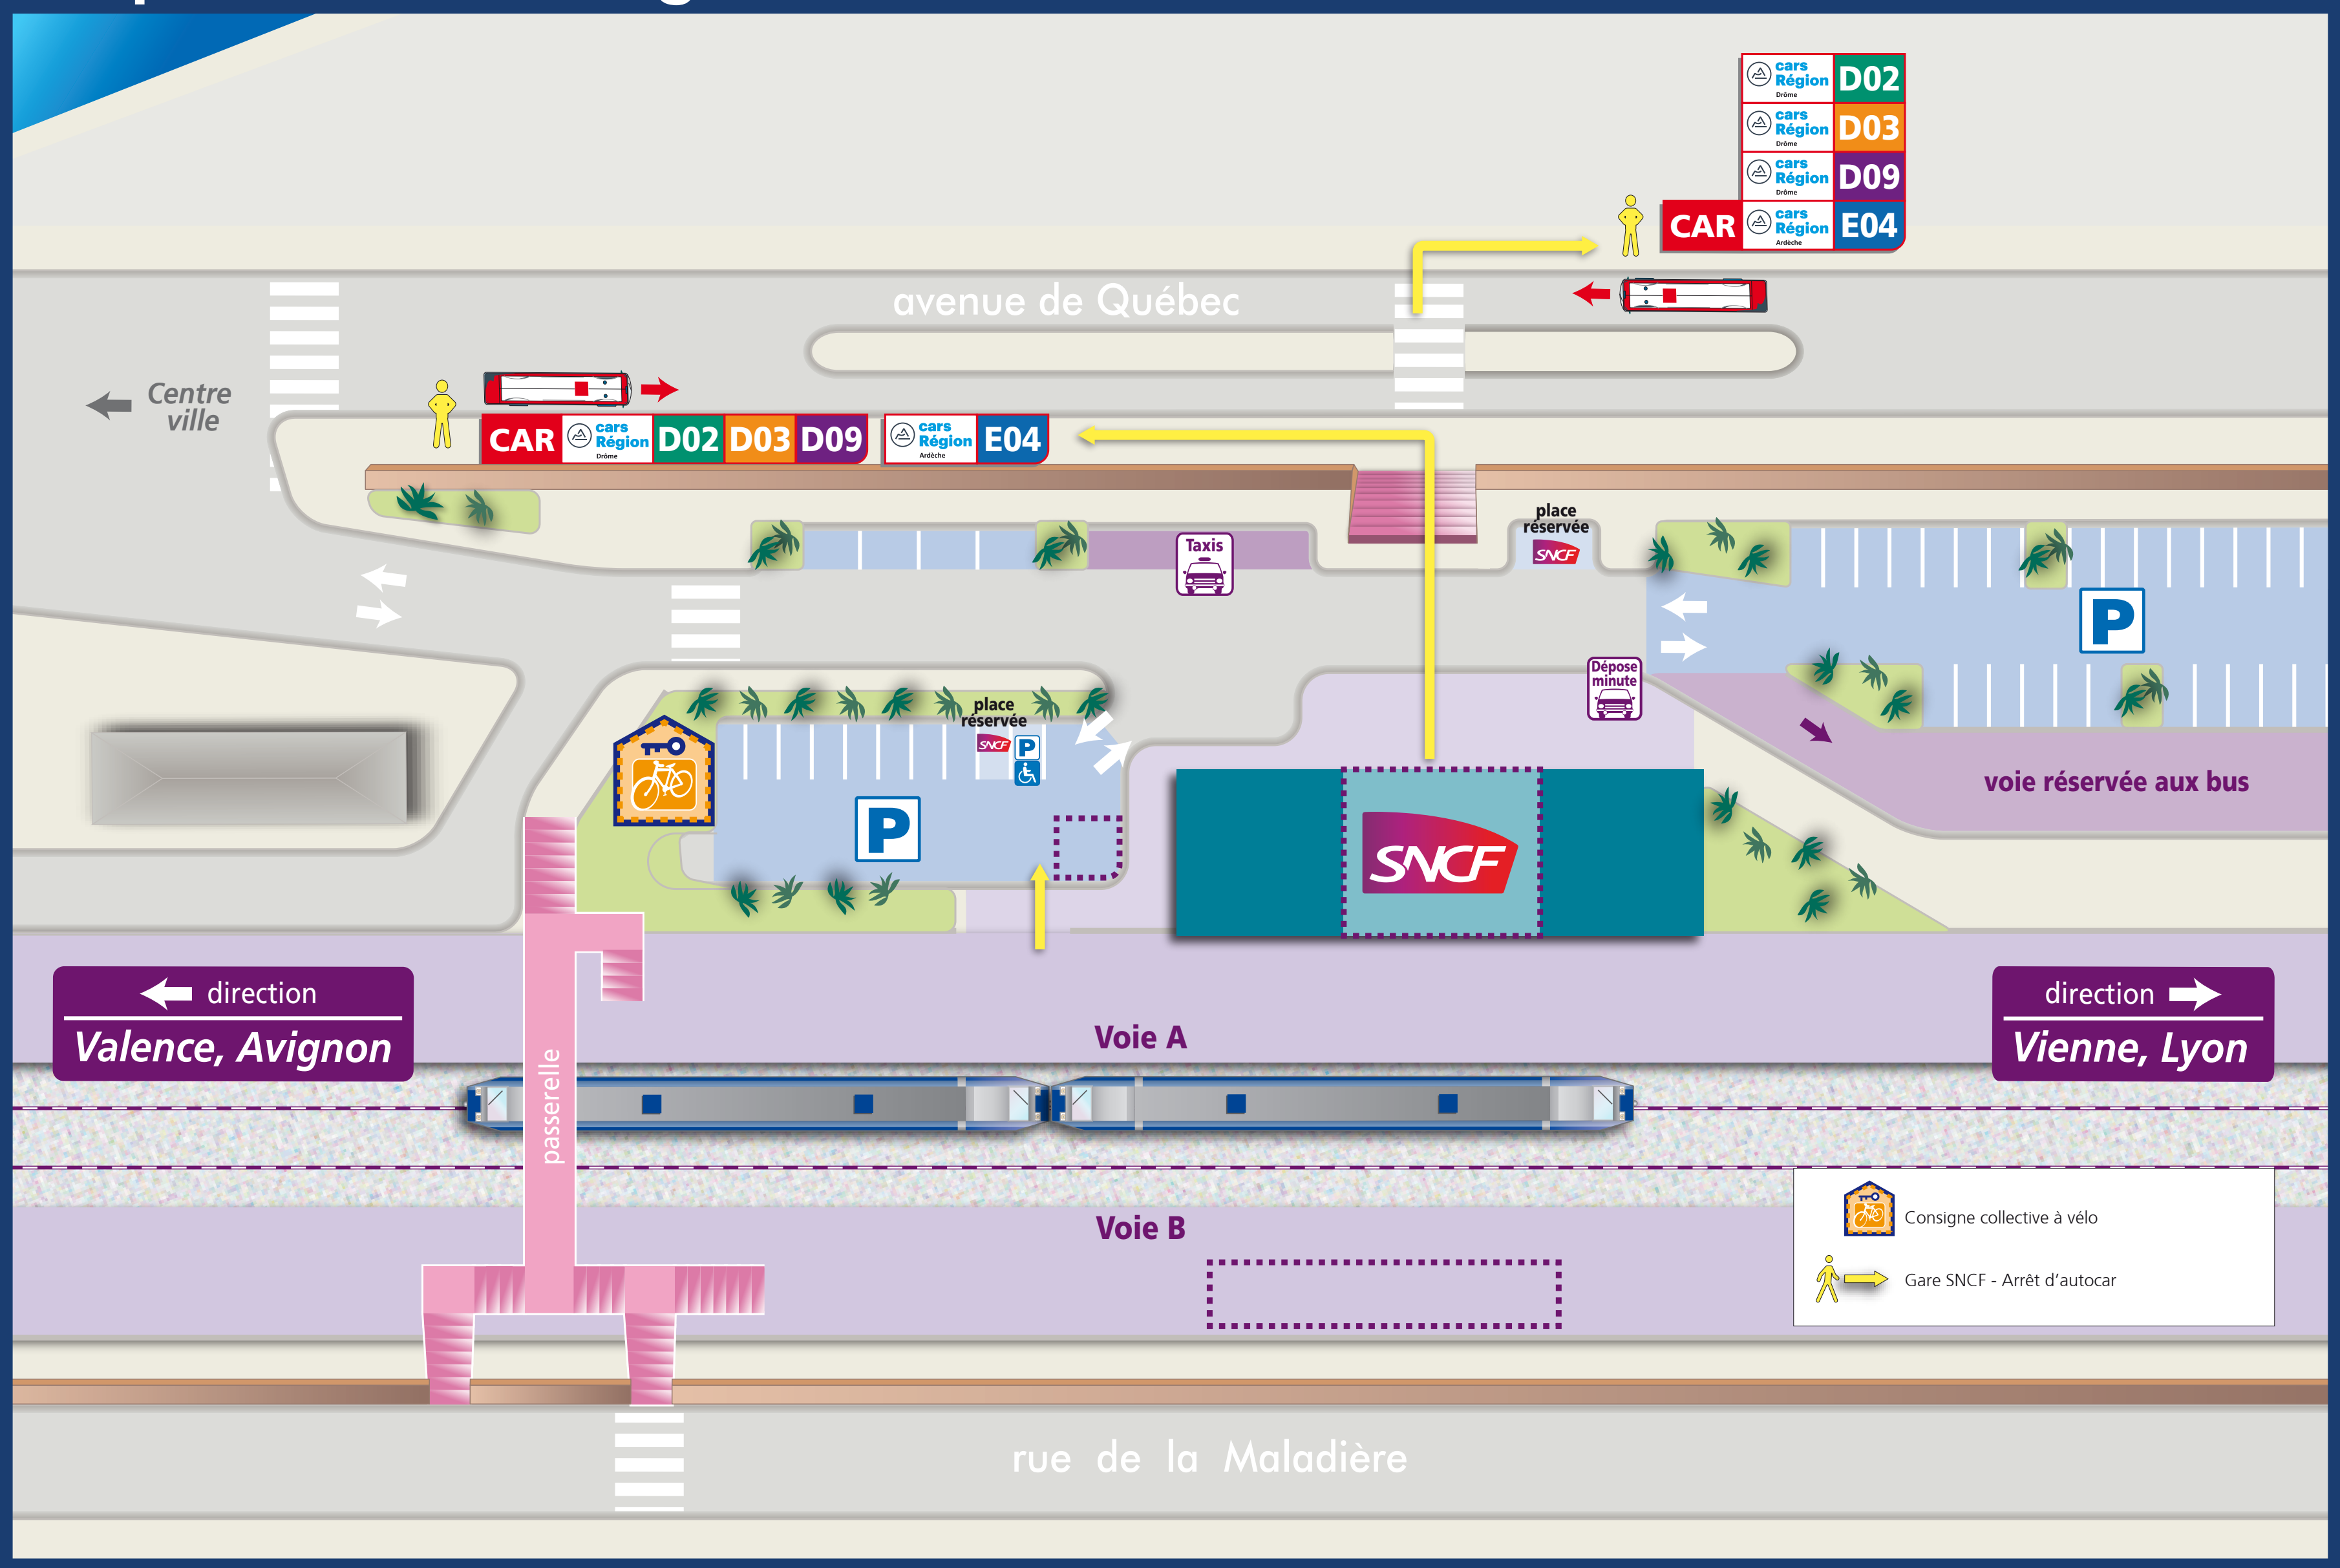 cars
Région
Drôme
D02
cars
Région
Drôme
D03
cars
Région
Drôme
D09
CAR
cars
Région
Ardèche
E04
avenue de Québec
Centre
ville
CAR
cars
Région
Drôme
D02
D03
D09
cars
Région
Ardèche
E04
place
réservée
SNCF
Taxis
P
Dépose
minute
place
réservée
SNCF
P
P
voie réservée aux bus
SNCF
direction
Valence, Avignon
direction
Vienne, Lyon
Voie A
passerelle
Voie B
Consigne collective à vélo
Gare SNCF - Arrêt d'autocar
rue de la Maladière